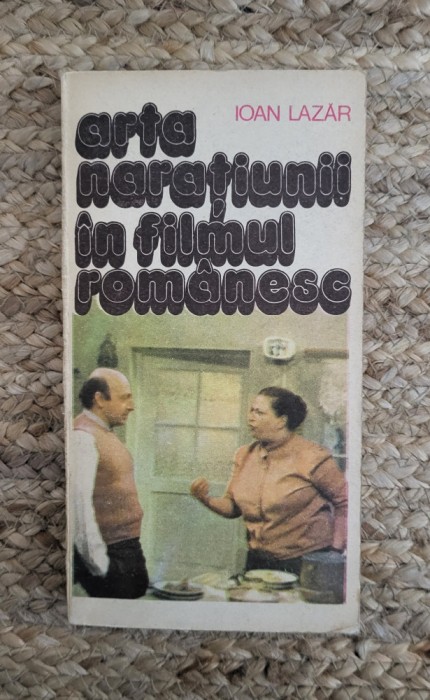 IOAN LAZĂR
arta
narațiunii
în filmul
românesc